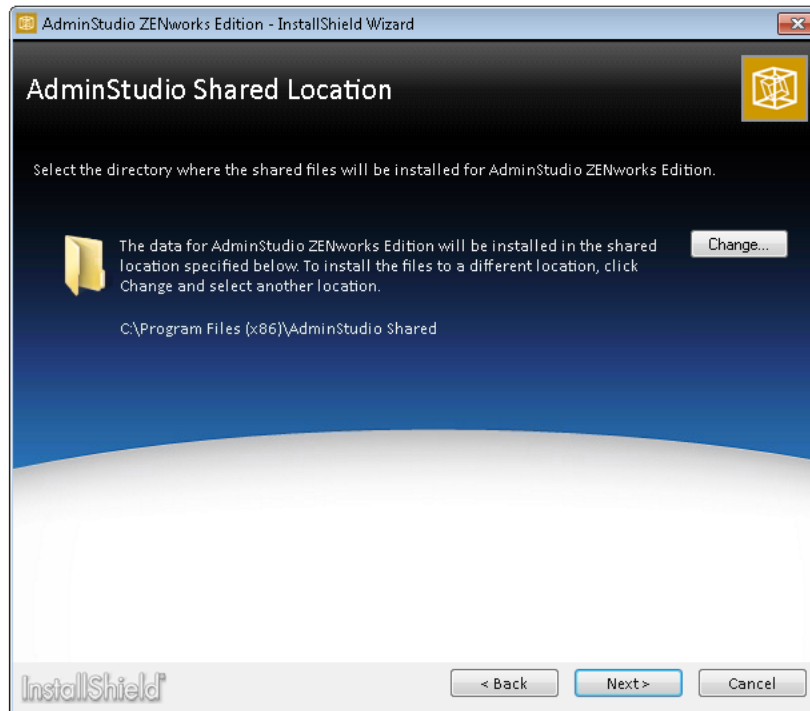 AdminStudio ZENworks Edition - InstallShield Wizard
AdminStudio Shared Location
Select the directory where the shared files will be installed for AdminStudio ZENworks Edition.
The data for AdminStudio ZENworks Edition will be installed in the shared
location specified below. To install the files to a different location, click
Change and select another location.
Change...
C:\Program Files (x86)\AdminStudio Shared
InstallShield®
< Back
Next >
Cancel